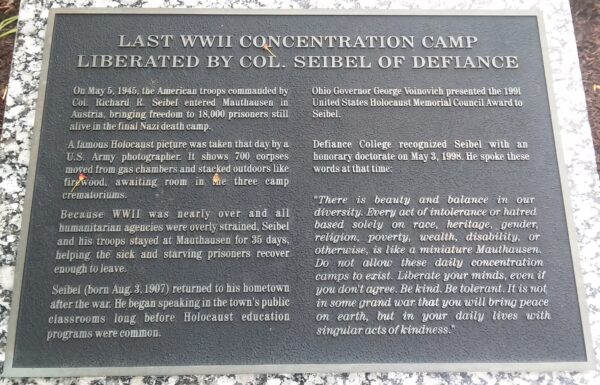 LAST WWII CONCENTRATION CAMP
LIBERATED BY COL. SEIBEL OF DEFIANCE
On May 5, 1945, the American troops commanded by
Col. Richard R. Seibel entered Mauthausen in
Austria, bringing freedom to 18,000 prisoners still
alive in the final Nazi death camp.
A famous Holocaust picture was taken that day by a
U.S. Army photographer. It shows 700 corpses
moved from gas chambers and stacked outdoors like
firewood, awaiting room in the three camp
crematoriums.
Because WWII was nearly over and all
humanitarian agencies were overly strained, Seibel
and his troops stayed at Mauthausen for 35 days,
helping the sick and starving prisoners recover
enough to leave.
Seibel (born Aug. 3, 1907) returned to his hometown
after the war. He began speaking in the town's public
classrooms long before Holocaust education
programs were common.
Ohio Governor George Voinovich presented the 1991
United States Holocaust Memorial Council Award to
Seibel.
Defiance College recognized Seibel with an
honorary doctorate on May 3, 1998. He spoke these
words at that time:
"There is beauty and balance in our
diversity. Every act of intolerance or hatred
based solely on race, heritage, gender,
religion, poverty, wealth, disability, or
otherwise, is like a miniature Mauthausen.
Do not allow these daily concentration
camps to exist. Liberate your minds, even if
you don't agree. Be kind. Be tolerant. It is not
in some grand war that you will bring peace
on earth, but in your daily lives with
singular acts of kindness."